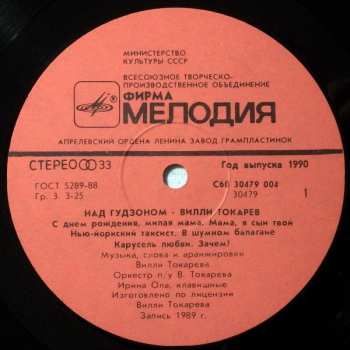 МИНИСТЕРСТВО
КУЛЬТУРЫ СССР
ВСЕСОЮЗНОЕ ТВОРЧЕСКО-
ПРОИЗВОДСТВЕННОЕ ОБЪЕДИНЕНИЕ
ФИРМА
МЕЛОДИЯ
АПРЕЛЕВСКИЙ ОРДЕНА ЛЕНИНА ЗАВОД ГРАМПЛАСТИНОК
СТЕРЕО 33
Год выпуска 1990
ГОСТ 5289-88
С60 30479 004
Гр. 3. 3-25
30479
1
НАД ГУДЗОНОМ - ВИЛЛИ ТОКАРЕВ
С днем рождения, милая мама. Мама, я сын твой
Нью-йоркский таксист. В шумном балагане
Карусель любви. Зачем?
Музыка, слова и аранжировки
Вилли Токарева
Оркестр п/у В. Токарева
Ирина Ола, клавишные
Изготовлено по лицензии
Вилли Токарева
Запись 1989 г.